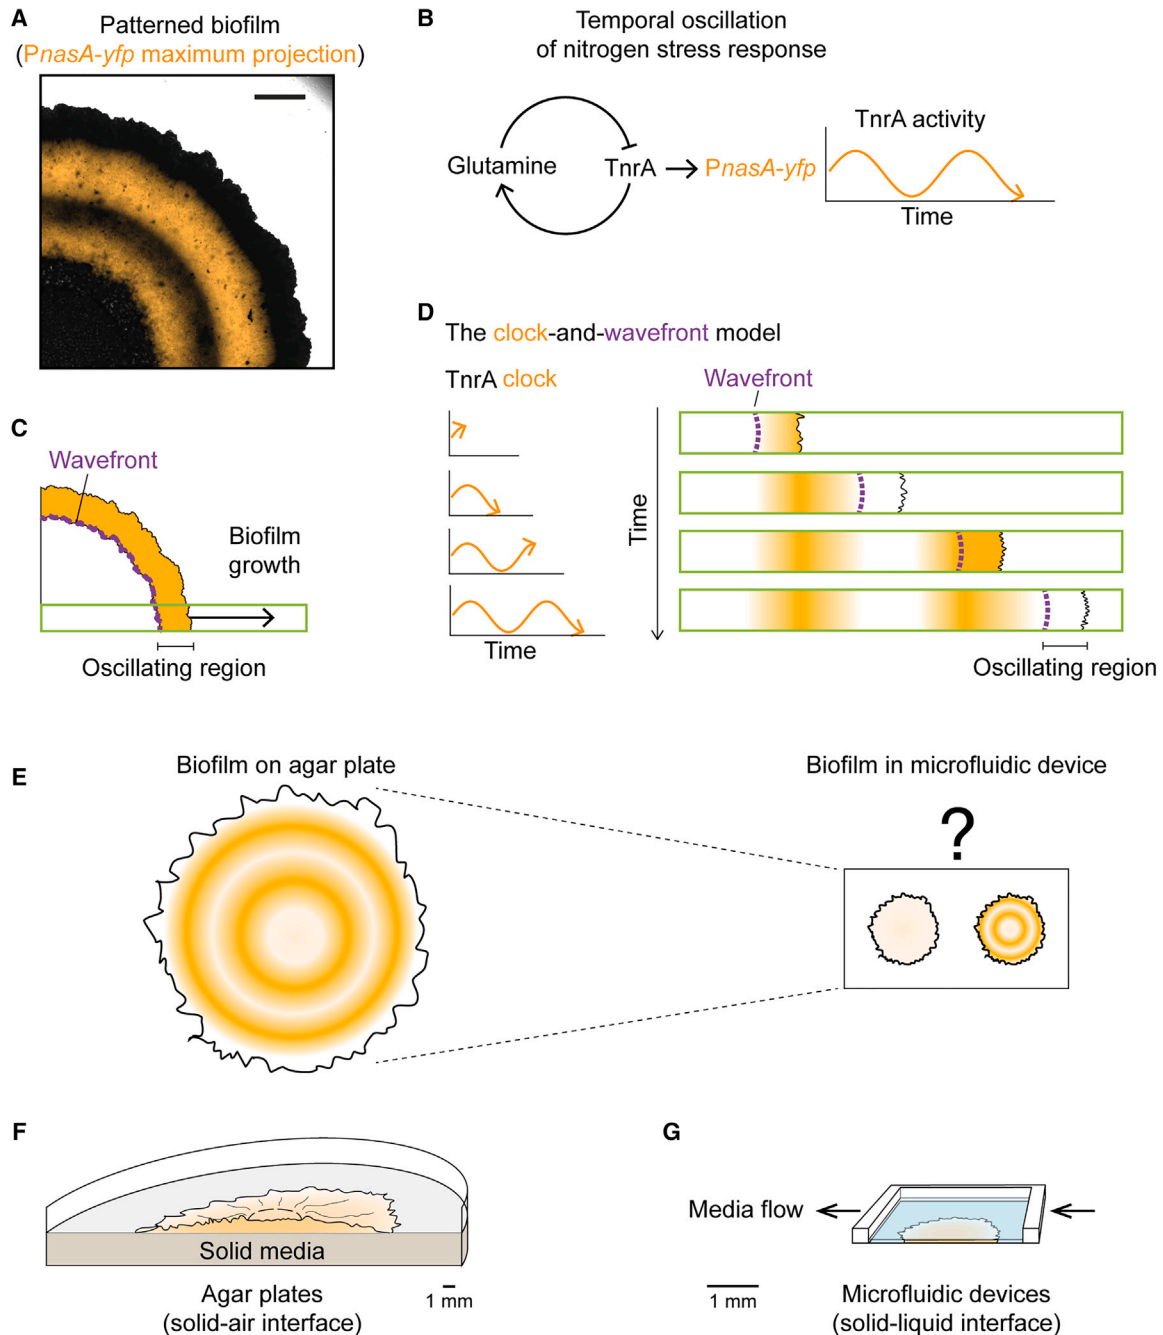 A
Patterned biofilm
(PnasA-yfp maximum projection)
B
Temporal oscillation
of nitrogen stress response
Glutamine
TnrA
PnasA-yfp
TnrA activity
Time
C
Wavefront
Biofilm
growth
Oscillating region
D
The clock-and-wavefront model
TnrA clock
Time
Wavefront
Time
Oscillating region
E
Biofilm on agar plate
Biofilm in microfluidic device
?
F
Solid media
Agar plates
(solid-air interface)
1 mm
G
Media flow
1 mm
Microfluidic devices
(solid-liquid interface)